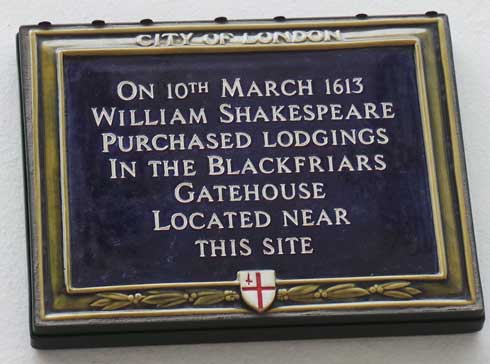 CITY OF LONDON
ON 10TH MARCH 1613
WILLIAM SHAKESPEARE
PURCHASED LODGINGS
IN THE BLACKFRIARS
GATEHOUSE
LOCATED NEAR
THIS SITE